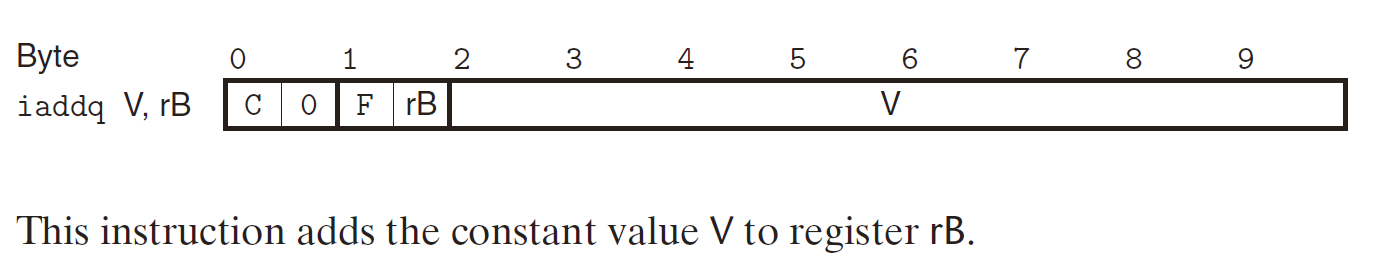 Byte 0 1 2 3 4 5 6 7 8 9
iaddq V, rB C 0 F rB V
This instruction adds the constant value V to register rB.